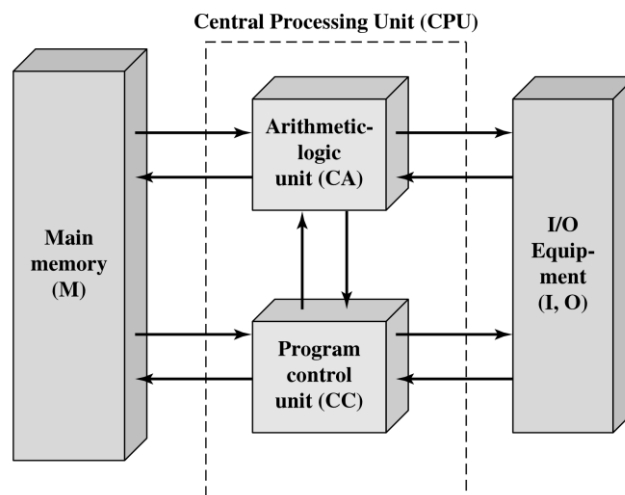 Central Processing Unit (CPU)
Arithmetic-
logic
unit (CA)
Main
memory
(M)
I/O
Equip-
ment
(I, O)
Program
control
unit (CC)